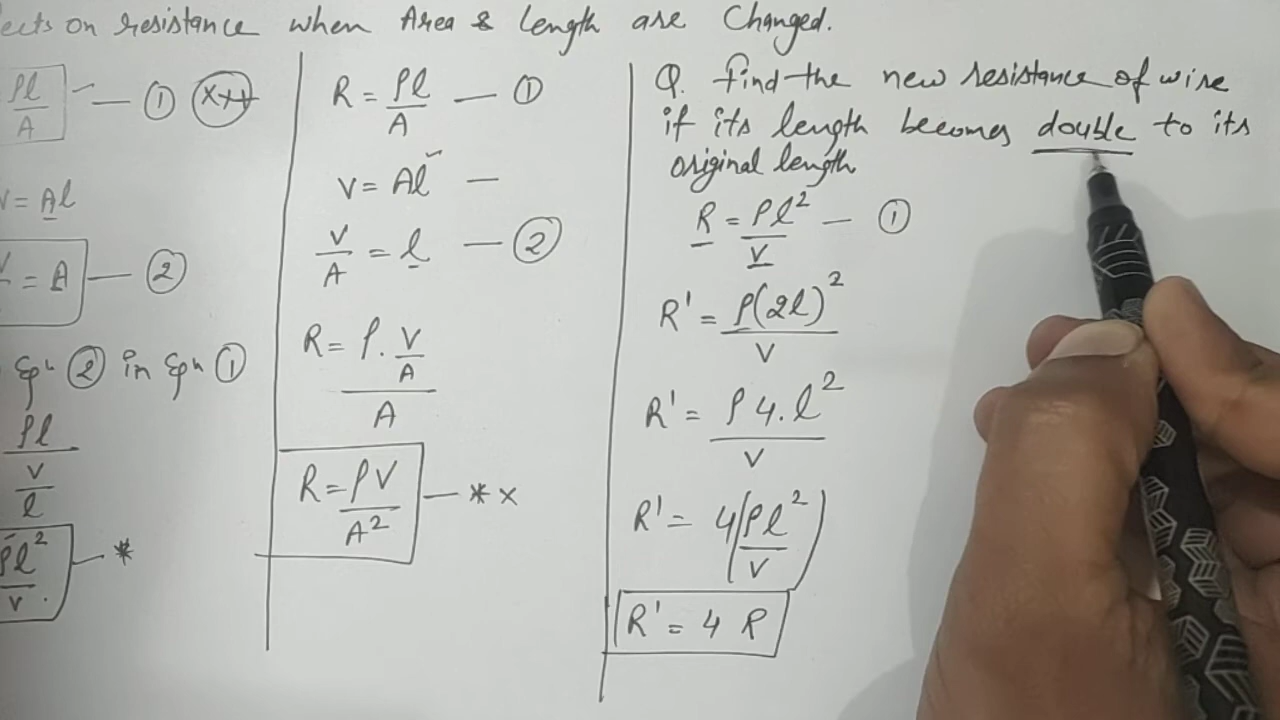 ects on resistance when Area & length are Changed.
ρl/A — ① (x++)
V = Al
V/l = A — ②
Eqⁿ ② in Eqⁿ ①
ρl / (V/l)
ρl²/V. — *
R = ρl/A — ①
V = Al —
V/A = l — ②
R = (ρ . V/A) / A
R = ρV/A² — * x
Q. find the new resistance of wire
if its length becomes double to its
original length
R = ρl²/V — ①
R' = ρ(2l)²/V
R' = ρ4.l²/V
R' = 4(ρl²/V)
R' = 4 R